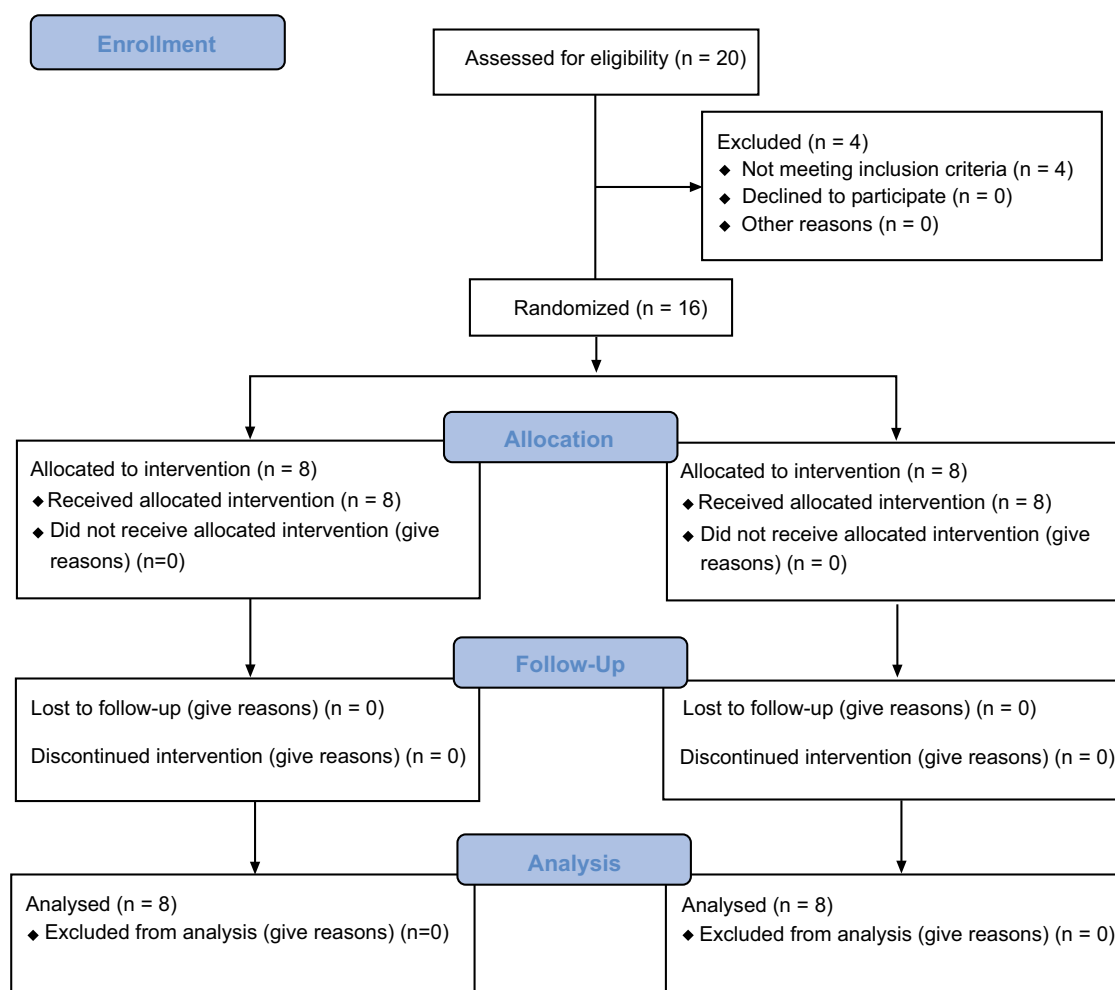 Enrollment
Assessed for eligibility (n = 20)
Excluded (n = 4)
◆ Not meeting inclusion criteria (n = 4)
◆ Declined to participate (n = 0)
◆ Other reasons (n = 0)
Randomized (n = 16)
Allocation
Allocated to intervention (n = 8)
◆ Received allocated intervention (n = 8)
◆ Did not receive allocated intervention (give
reasons) (n=0)
Allocated to intervention (n = 8)
◆ Received allocated intervention (n = 8)
◆ Did not receive allocated intervention (give
reasons) (n = 0)
Follow-Up
Lost to follow-up (give reasons) (n = 0)
Discontinued intervention (give reasons) (n = 0)
Lost to follow-up (give reasons) (n = 0)
Discontinued intervention (give reasons) (n = 0)
Analysis
Analysed (n = 8)
◆ Excluded from analysis (give reasons) (n=0)
Analysed (n = 8)
◆ Excluded from analysis (give reasons) (n = 0)